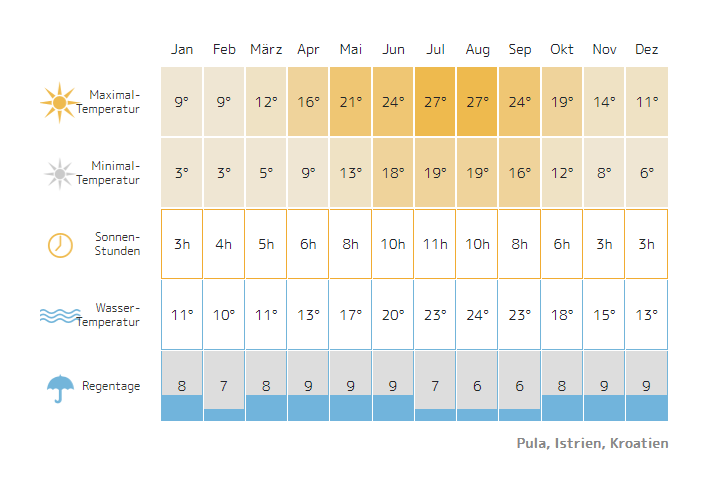 Jan Feb März Apr Mai Jun Jul Aug Sep Okt Nov Dez
Maximal-
Temperatur
9° 9° 12° 16° 21° 24° 27° 27° 24° 19° 14° 11°
Minimal-
Temperatur
3° 3° 5° 9° 13° 18° 19° 19° 16° 12° 8° 6°
Sonnen-
Stunden
3h 4h 5h 6h 8h 10h 11h 10h 8h 6h 3h 3h
Wasser-
Temperatur
11° 10° 11° 13° 17° 20° 23° 24° 23° 18° 15° 13°
Regentage
8 7 8 9 9 9 7 6 6 8 9 9
Pula, Istrien, Kroatien